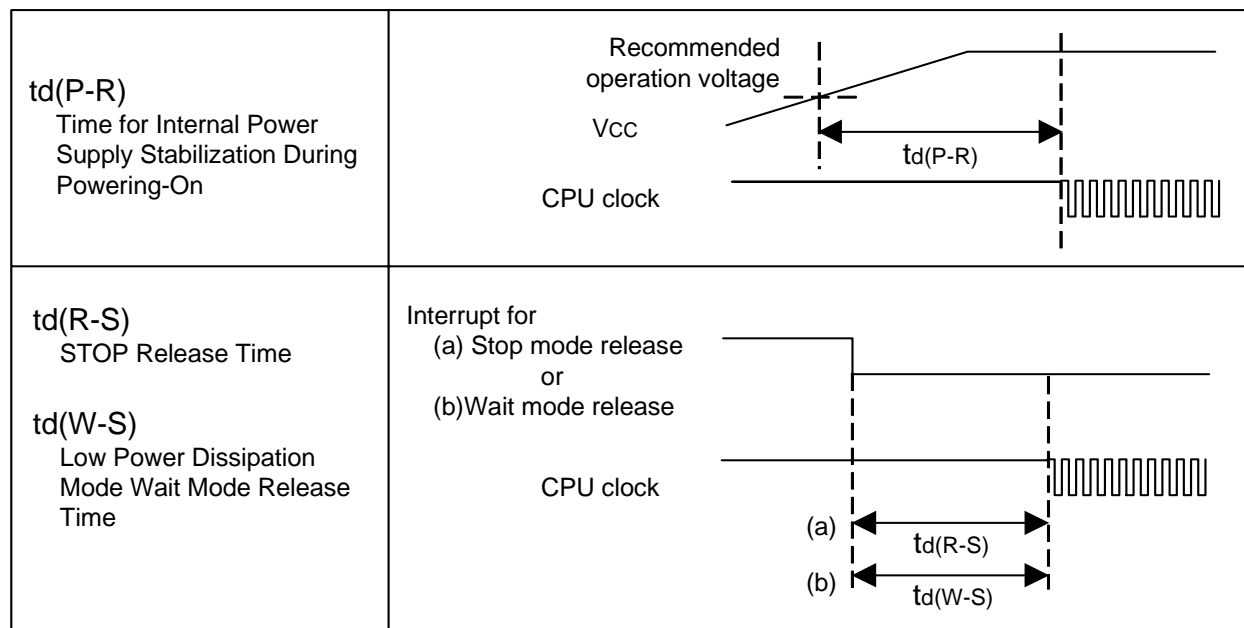 td(P-R)
Time for Internal Power
Supply Stabilization During
Powering-On
Recommended
operation voltage
VCC
td(P-R)
CPU clock
td(R-S)
STOP Release Time
td(W-S)
Low Power Dissipation
Mode Wait Mode Release
Time
Interrupt for
(a) Stop mode release
or
(b)Wait mode release
CPU clock
(a)
td(R-S)
(b)
td(W-S)